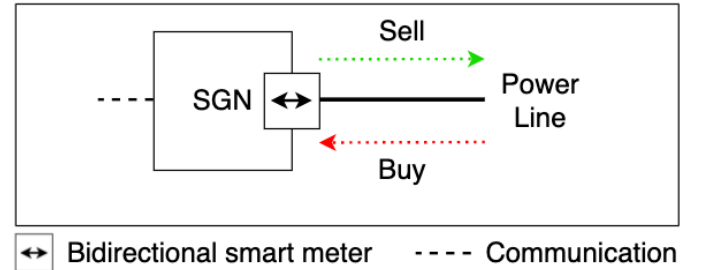 Sell
SGN
Power
Line
Buy
Bidirectional smart meter
Communication